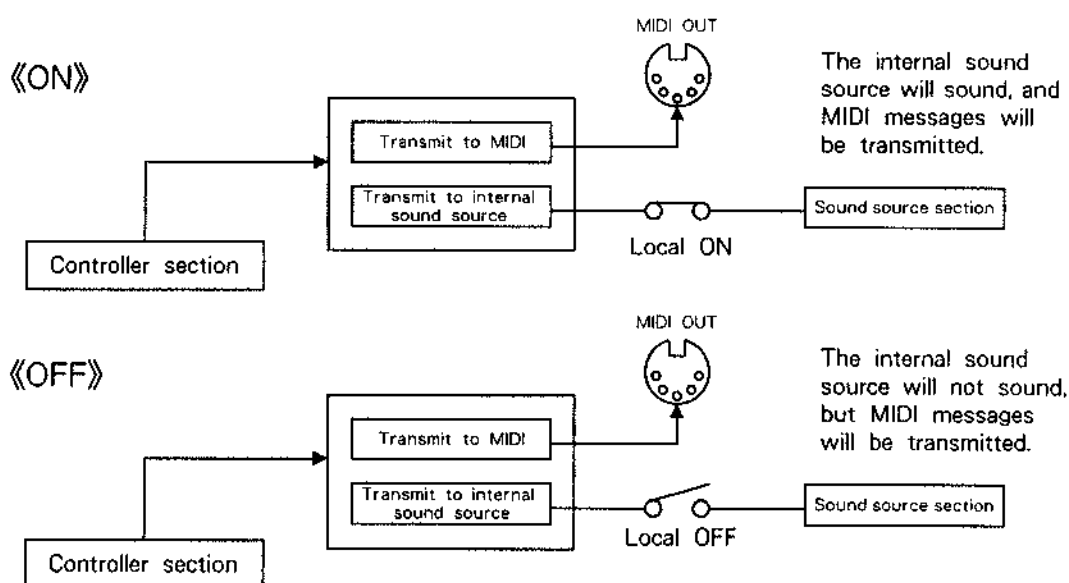 MIDI OUT
《ON》
The internal sound
source will sound, and
MIDI messages will
be transmitted.
Transmit to MIDI
Transmit to internal
sound source
Sound source section
Local ON
Controller section
MIDI OUT
《OFF》
The internal sound
source will not sound,
but MIDI messages
will be transmitted.
Transmit to MIDI
Transmit to internal
sound source
Sound source section
Local OFF
Controller section